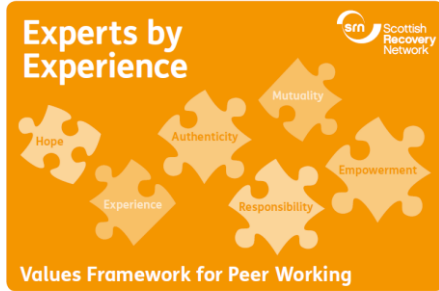 Experts by
Experience
srn
Scottish
Recovery
Network
Mutuality
Authenticity
Hope
Empowerment
Experience
Responsibility
Values Framework for Peer Working